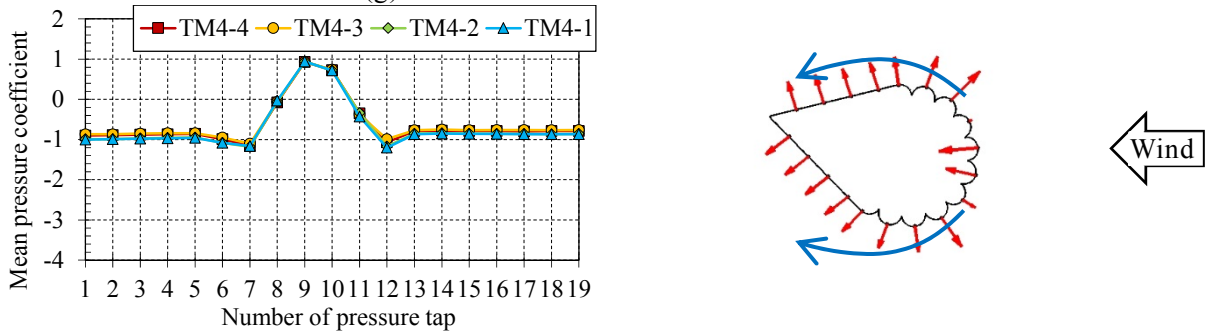 (g)
2
TM4-4 TM4-3 TM4-2 TM4-1
1
0
-1
-2
-3
-4
Mean pressure coefficient
1 2 3 4 5 6 7 8 9 10 11 12 13 14 15 16 17 18 19
Number of pressure tap
Wind